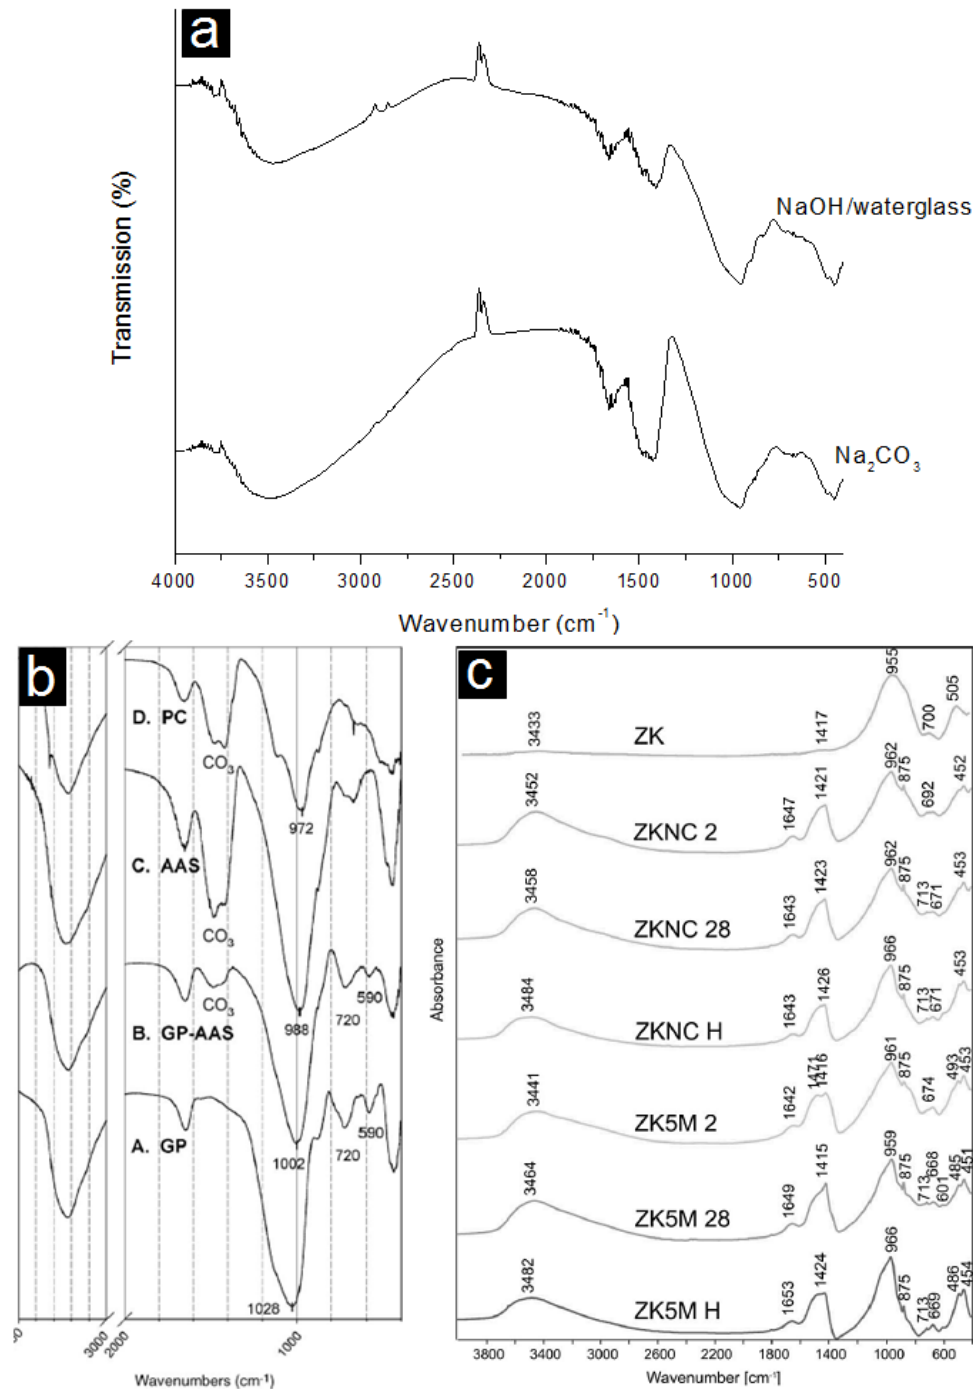 a
Transmission (%)
NaOH/waterglass
Na₂CO₃
4000 3500 3000 2500 2000 1500 1000 500
Wavenumber (cm⁻¹)
b
D. PC
CO₃
972
C. AAS
CO₃
988
B. GP-AAS
CO₃
720
590
1002
A. GP
720
590
1028
3000 2000 1000
Wavenumbers (cm⁻¹)
c
Absorbance
3433 ZK 1417 955 700 505
3452 ZKNC 2 1647 1421 962 875 692 452
3458 ZKNC 28 1643 1423 962 875 713 671 453
3484 ZKNC H 1643 1426 966 875 713 671 453
3441 ZK5M 2 1642 1471 1416 961 875 674 493 453
3464 ZK5M 28 1649 1415 959 875 713 668 601 485 451
3482 ZK5M H 1653 1424 966 875 713 669 486 454
3800 3400 3000 2600 2200 1800 1400 1000 600
Wavenumber [cm⁻¹]